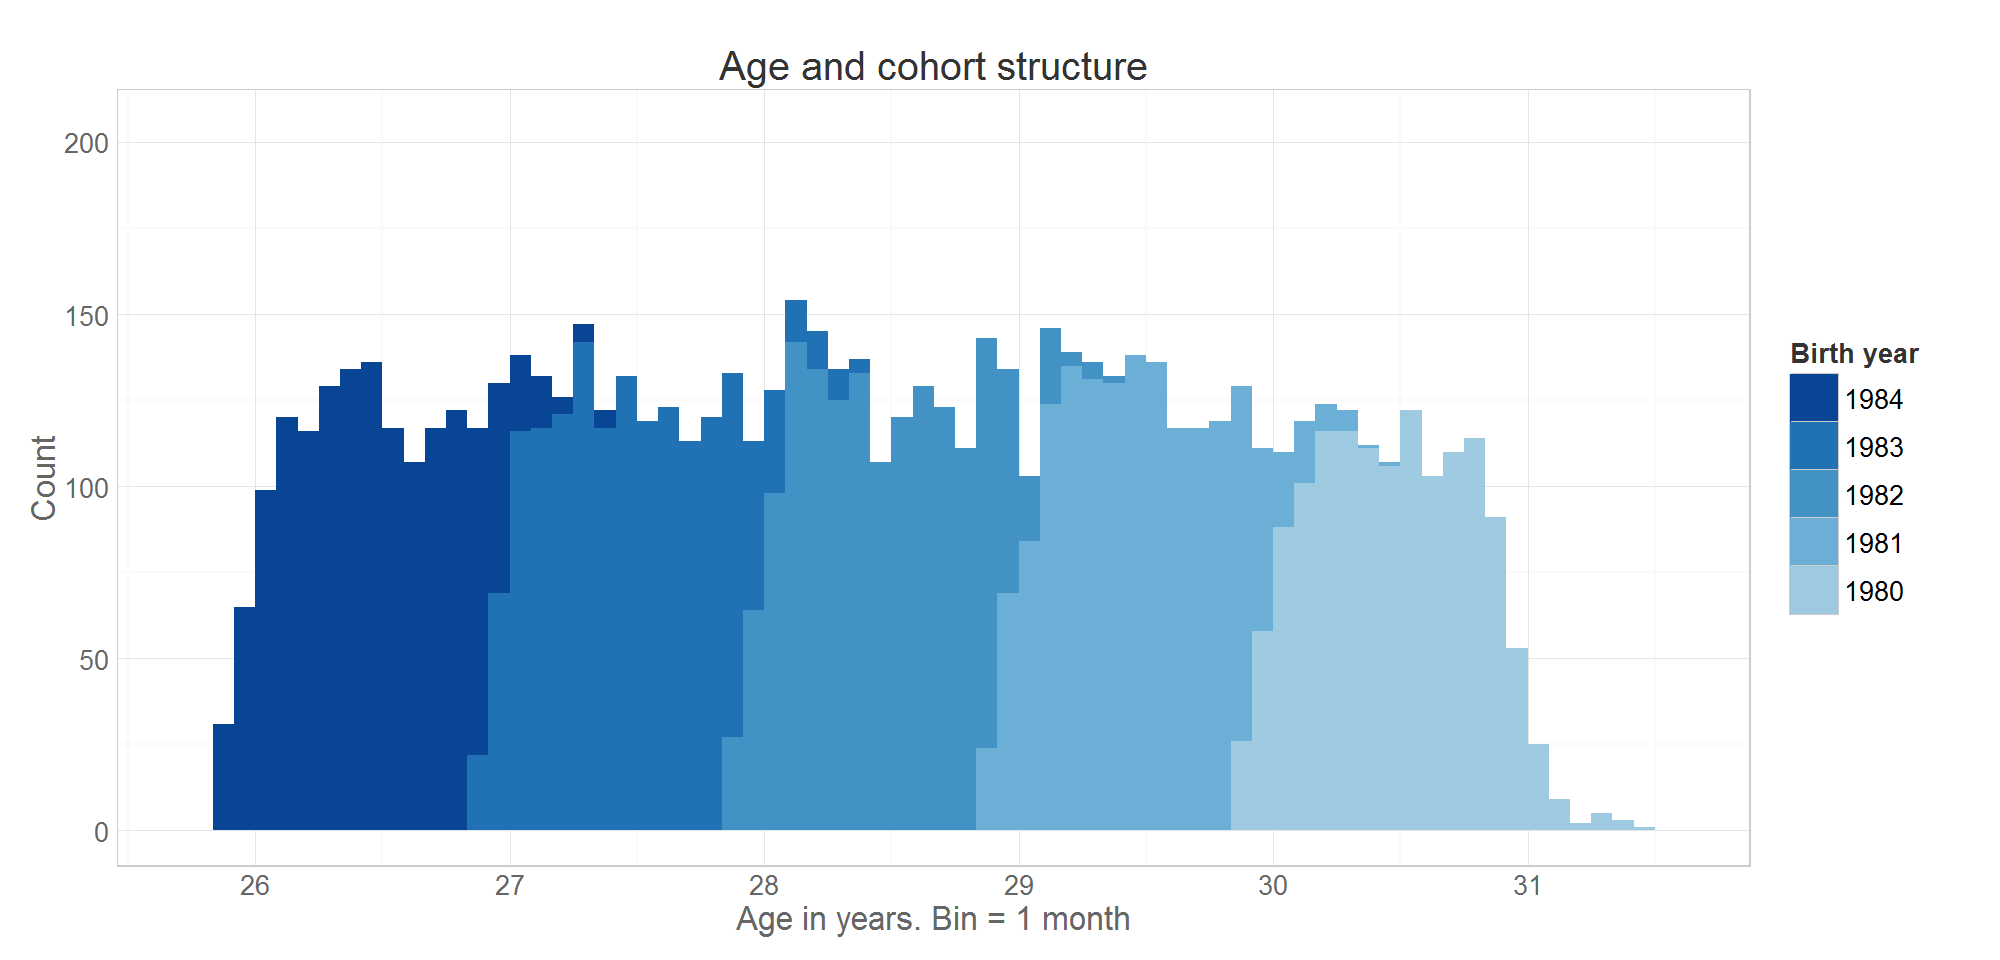 Age and cohort structure
200
150
100
50
0
Count
26 27 28 29 30 31
Age in years. Bin = 1 month
Birth year
1984
1983
1982
1981
1980